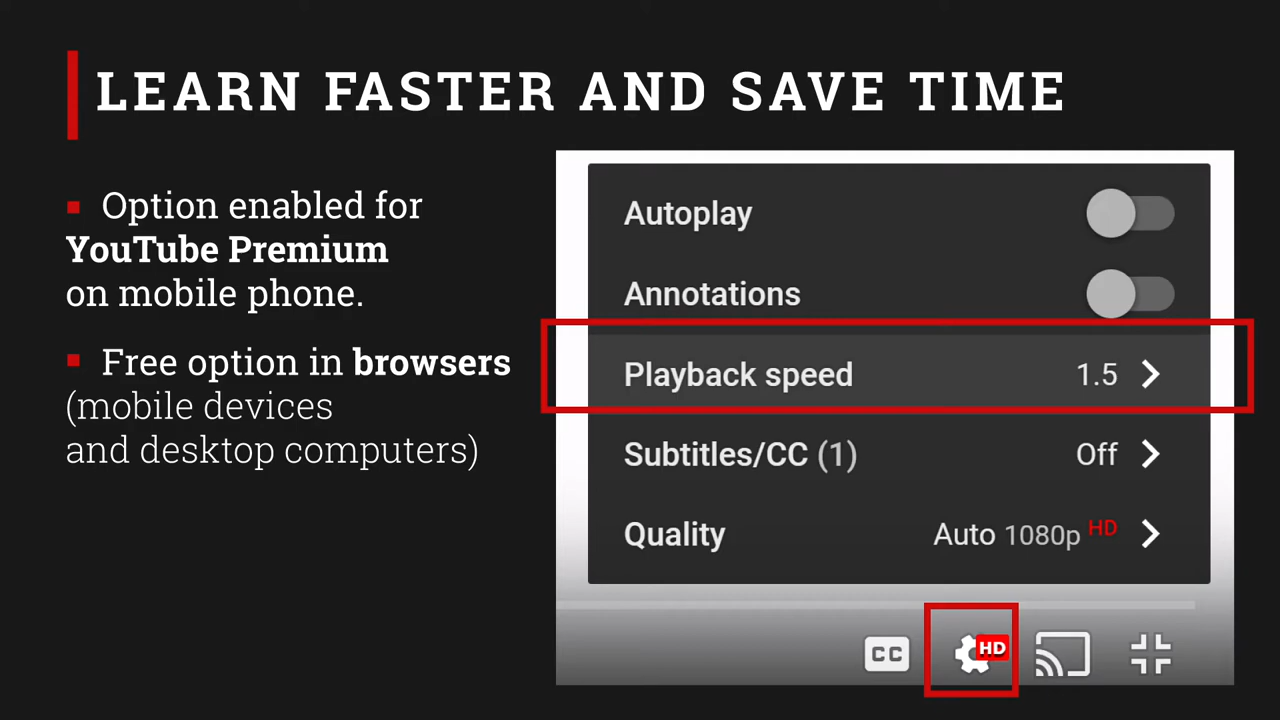 LEARN FASTER AND SAVE TIME
Option enabled for
YouTube Premium
on mobile phone.
Free option in browsers
(mobile devices
and desktop computers)
Autoplay
Annotations
Playback speed 1.5
Subtitles/CC (1) Off
Quality Auto 1080p HD
CC HD